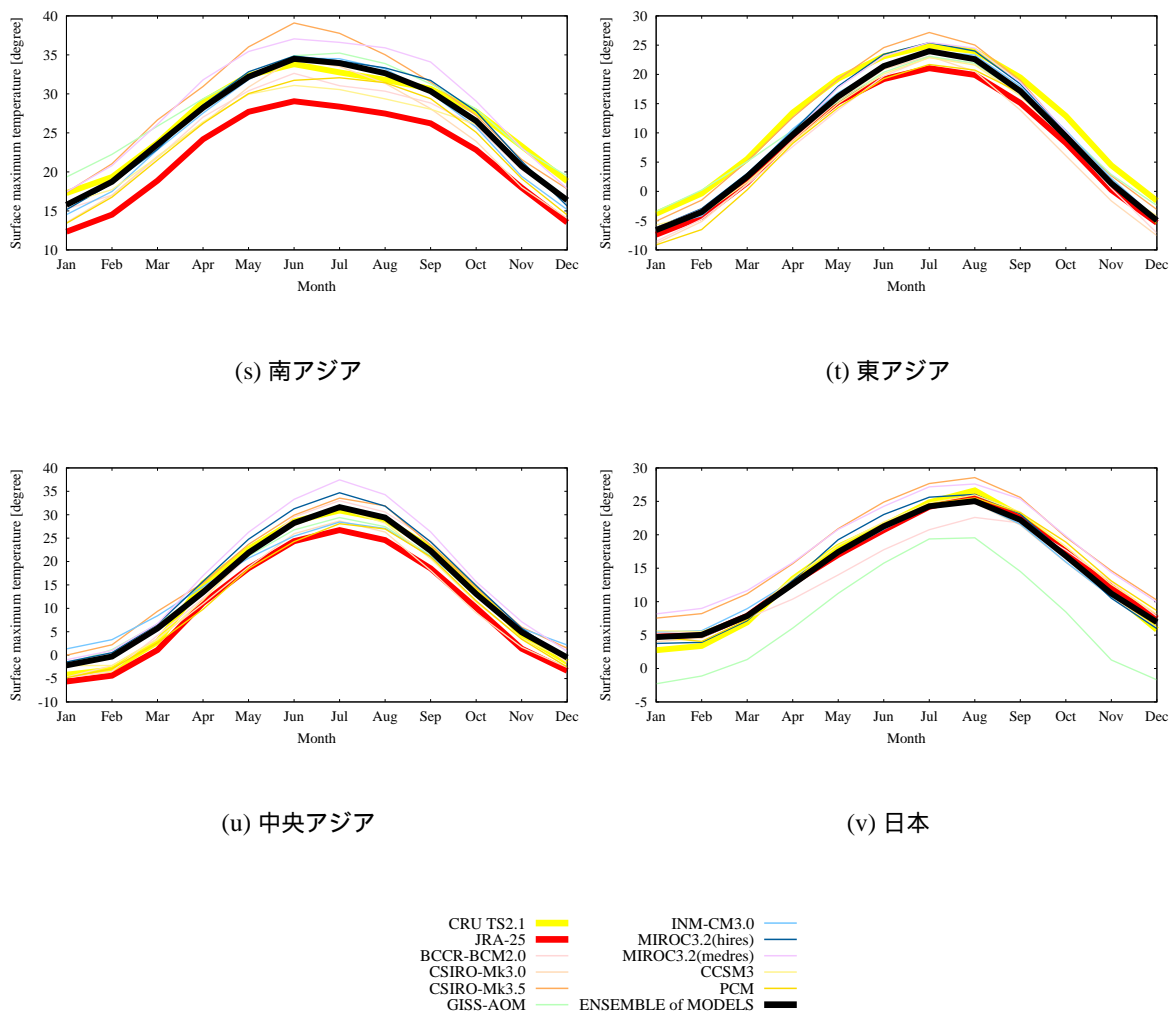 Surface maximum temperature [degree]
40
35
30
25
20
15
10
Jan Feb Mar Apr May Jun Jul Aug Sep Oct Nov Dec
Month
(s) 南アジア
Surface maximum temperature [degree]
30
25
20
15
10
5
0
-5
-10
Jan Feb Mar Apr May Jun Jul Aug Sep Oct Nov Dec
Month
(t) 東アジア
Surface maximum temperature [degree]
40
35
30
25
20
15
10
5
0
-5
-10
Jan Feb Mar Apr May Jun Jul Aug Sep Oct Nov Dec
Month
(u) 中央アジア
Surface maximum temperature [degree]
30
25
20
15
10
5
0
-5
Jan Feb Mar Apr May Jun Jul Aug Sep Oct Nov Dec
Month
(v) 日本
CRU TS2.1
JRA-25
BCCR-BCM2.0
CSIRO-Mk3.0
CSIRO-Mk3.5
GISS-AOM
INM-CM3.0
MIROC3.2(hires)
MIROC3.2(medres)
CCSM3
PCM
ENSEMBLE of MODELS